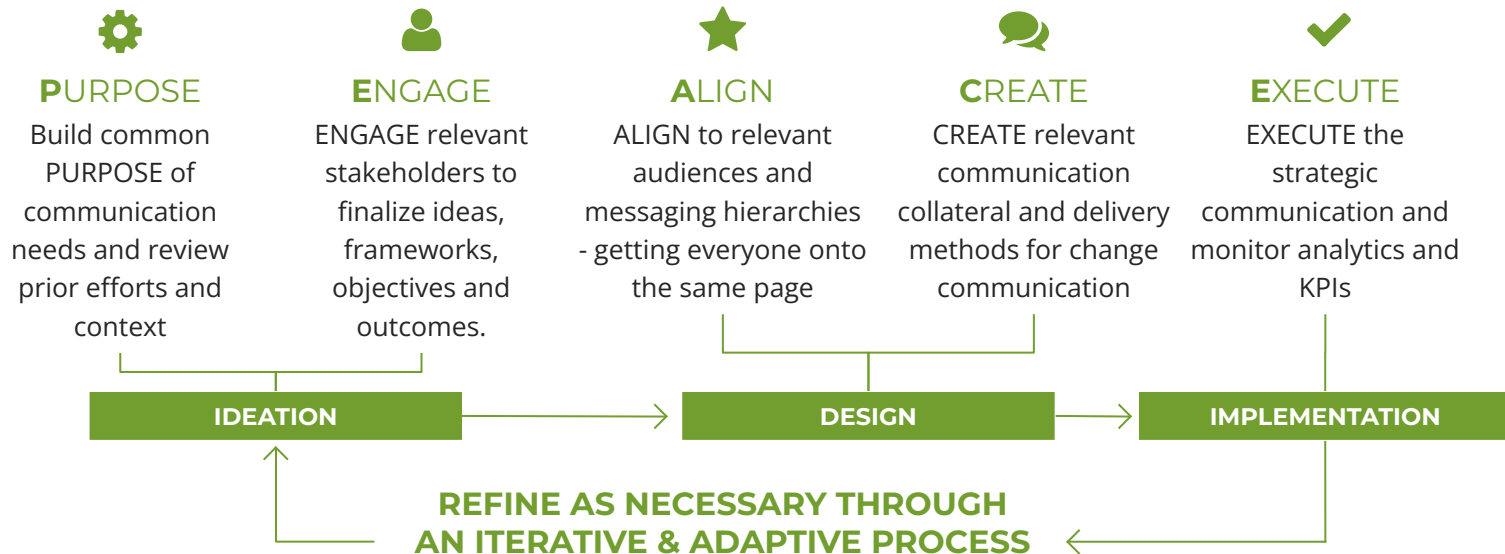 PURPOSE
Build common
PURPOSE of
communication
needs and review
prior efforts and
context
ENGAGE
ENGAGE relevant
stakeholders to
finalize ideas,
frameworks,
objectives and
outcomes.
ALIGN
ALIGN to relevant
audiences and
messaging hierarchies
- getting everyone onto
the same page
CREATE
CREATE relevant
communication
collateral and delivery
methods for change
communication
EXECUTE
EXECUTE the
strategic
communication and
monitor analytics and
KPIs
IDEATION
DESIGN
IMPLEMENTATION
REFINE AS NECESSARY THROUGH
AN ITERATIVE & ADAPTIVE PROCESS